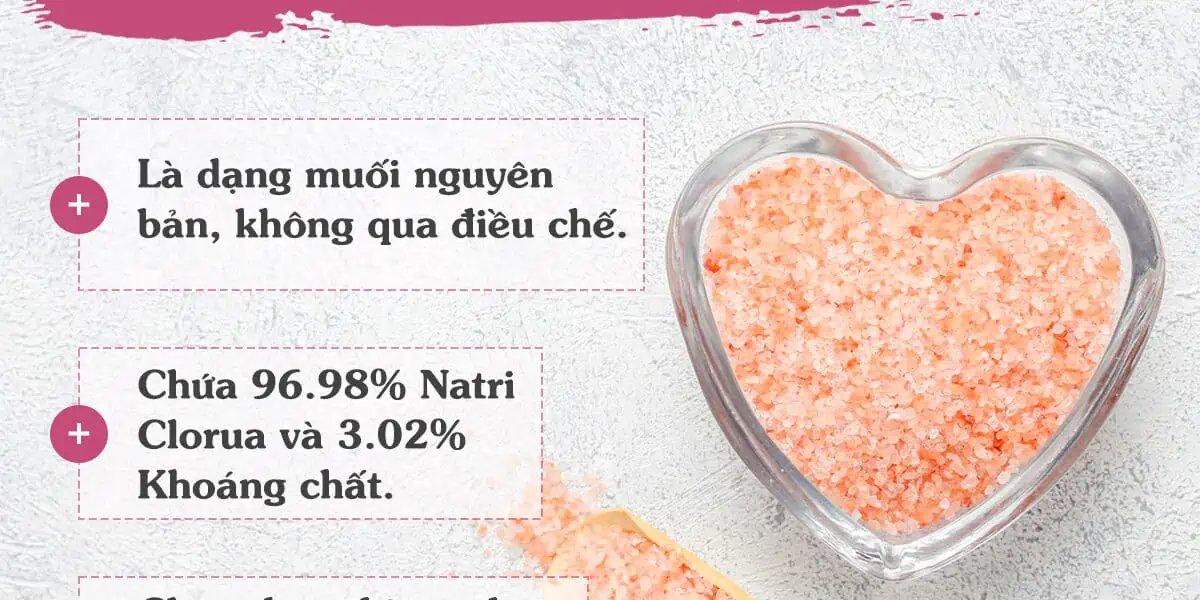 Là dạng muối nguyên
bản, không qua điều chế.
Chứa 96.98% Natri
Clorua và 3.02%
Khoáng chất.